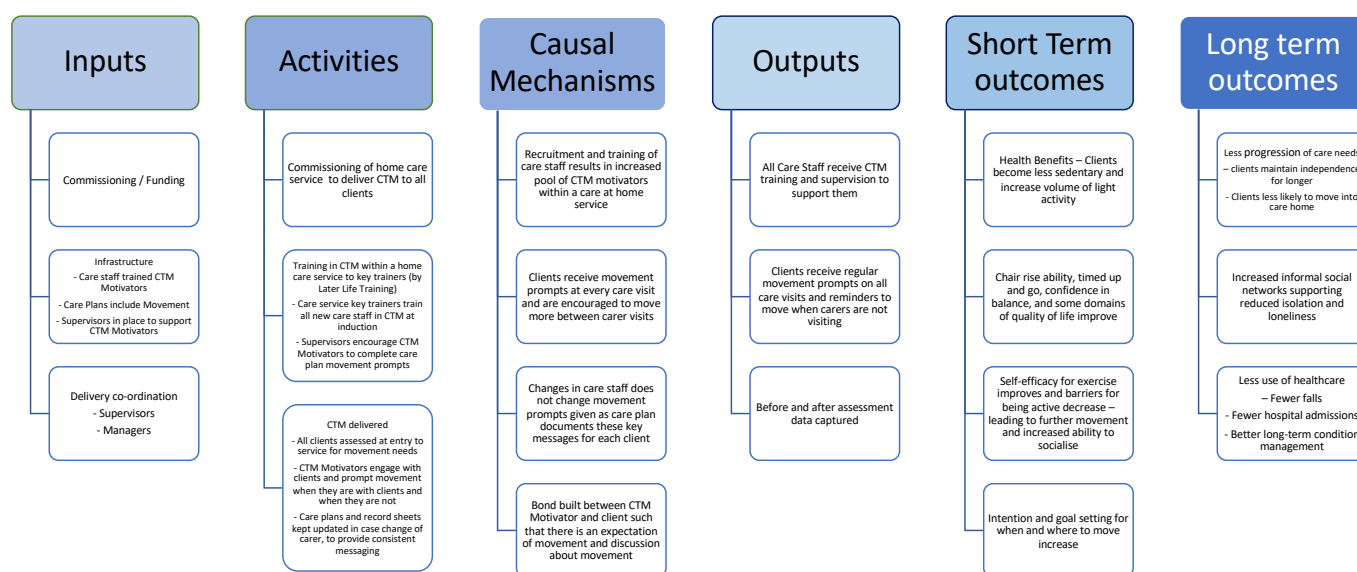 Inputs
Commissioning / Funding
Infrastructure
- Care staff trained CTM
Motivators
- Care Plans include Movement
- Supervisors in place to support
CTM Motivators
Delivery co-ordination
- Supervisors
- Managers
Activities
Commissioning of home care
service to deliver CTM to all
clients
Training in CTM within a home
care service to key trainers (by
Later Life Training)
- Care service key trainers train
all new care staff in CTM at
induction
- Supervisors encourage CTM
Motivators to complete care
plan movement prompts
CTM delivered
- All clients assessed at entry to
service for movement needs
- CTM Motivators engage with
clients and prompt movement
when they are with clients and
when they are not
- Care plans and record sheets
kept updated in case change of
carer, to provide consistent
messaging
Causal
Mechanisms
Recruitment and training of
care staff results in increased
pool of CTM motivators
within a care at home
service
Clients receive movement
prompts at every care visit
and are encouraged to move
more between carer visits
Changes in care staff does
not change movement
prompts given as care plan
documents these key
messages for each client
Bond built between CTM
Motivator and client such
that there is an expectation
of movement and discussion
about movement
Outputs
All Care Staff receive CTM
training and supervision to
support them
Clients receive regular
movement prompts on all
care visits and reminders to
move when carers are not
visiting
Before and after assessment
data captured
Short Term
outcomes
Health Benefits – Clients
become less sedentary and
increase volume of light
activity
Chair rise ability, timed up
and go, confidence in
balance, and some domains
of quality of life improve
Self-efficacy for exercise
improves and barriers for
being active decrease –
leading to further movement
and increased ability to
socialise
Intention and goal setting for
when and where to move
increase
Long term
outcomes
Less progression of care needs
– clients maintain independence
for longer
- Clients less likely to move into
care home
Increased informal social
networks supporting
reduced isolation and
loneliness
Less use of healthcare
– Fewer falls
- Fewer hospital admissions
- Better long-term condition
management